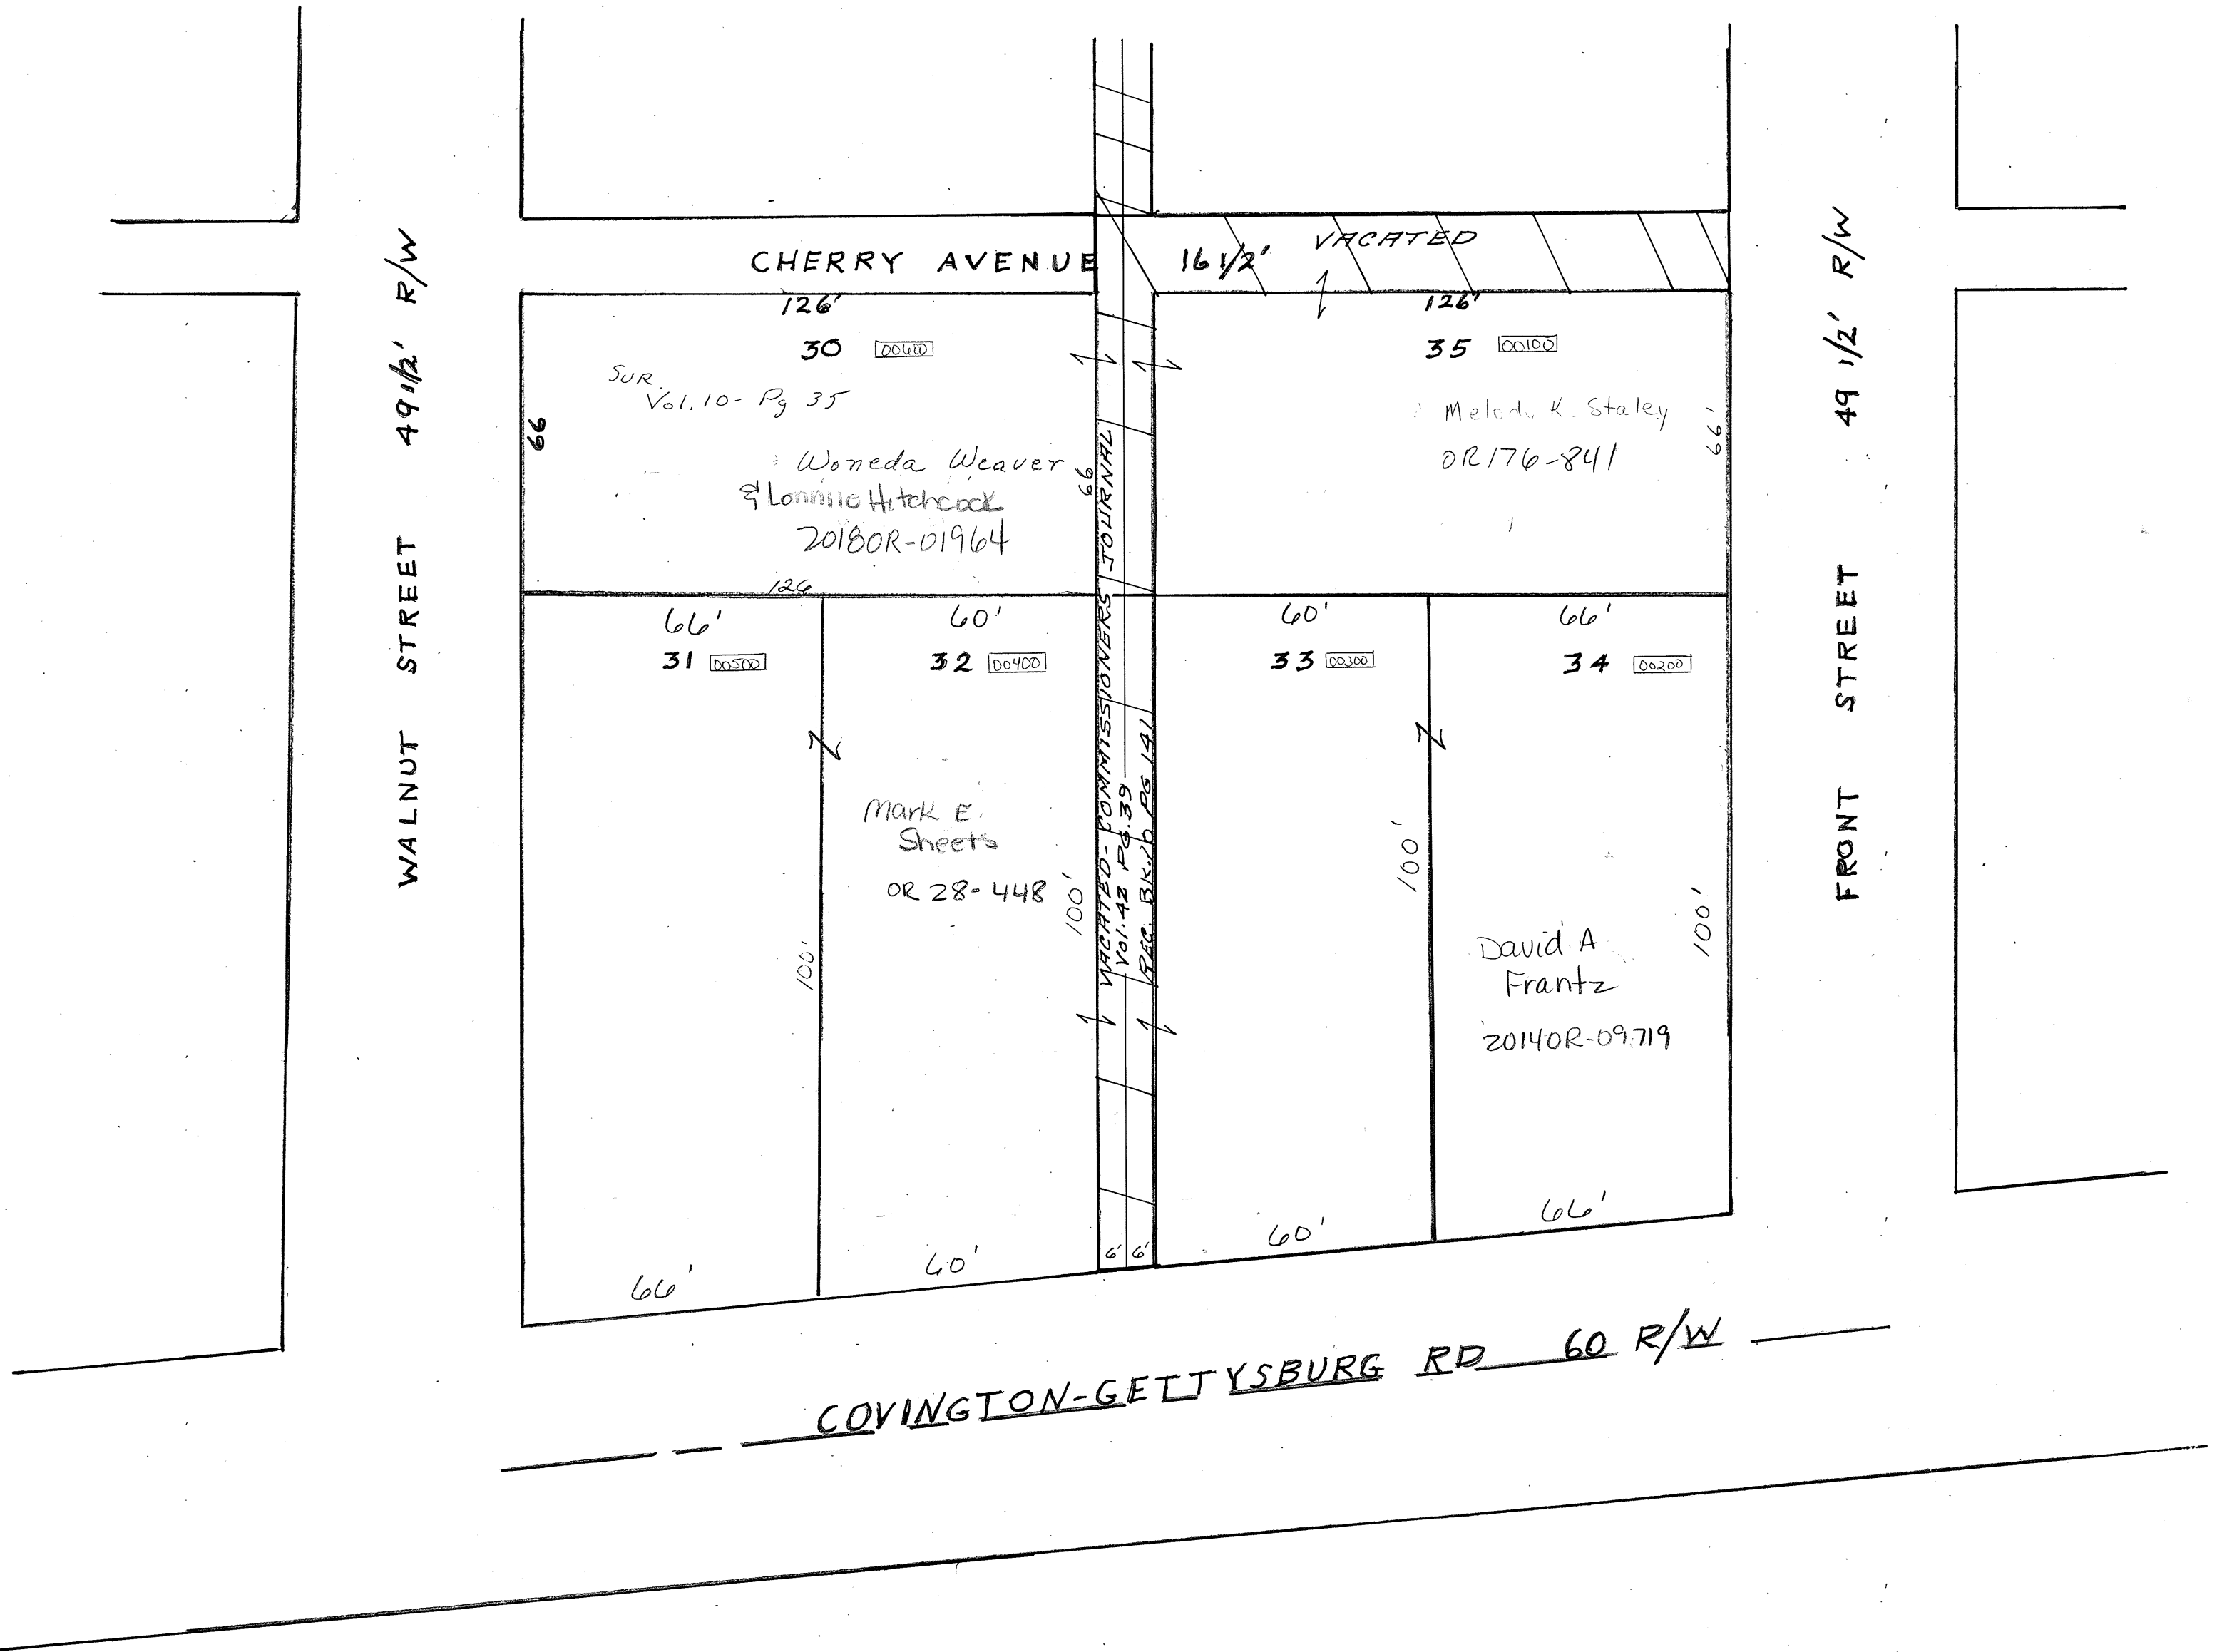 CHERRY AVENUE 16 1/2' VACATED
126'
30 00600
SUR.
Vol. 10- Pg 35
66
Woneda Weaver
& Lonnie Hitchcock
2018OR-01964
66
126
126'
35 00100
Melody K. Staley
OR176-841
66'
WALNUT STREET 49 1/2' R/W
66'
31 00500
100'
66'
60'
32 00400
Mark E.
Sheets
OR 28-448
100'
60'
VACATED-COMMISSIONERS JOURNAL
Vol. 42 PG. 39
REC. BK. 10 PG 141
6' 6'
60'
33 00300
100'
60'
66'
34 00200
David A
Frantz
2014OR-09719
100'
66'
FRONT STREET 49 1/2' R/W
COVINGTON-GETTYSBURG RD 60 R/W